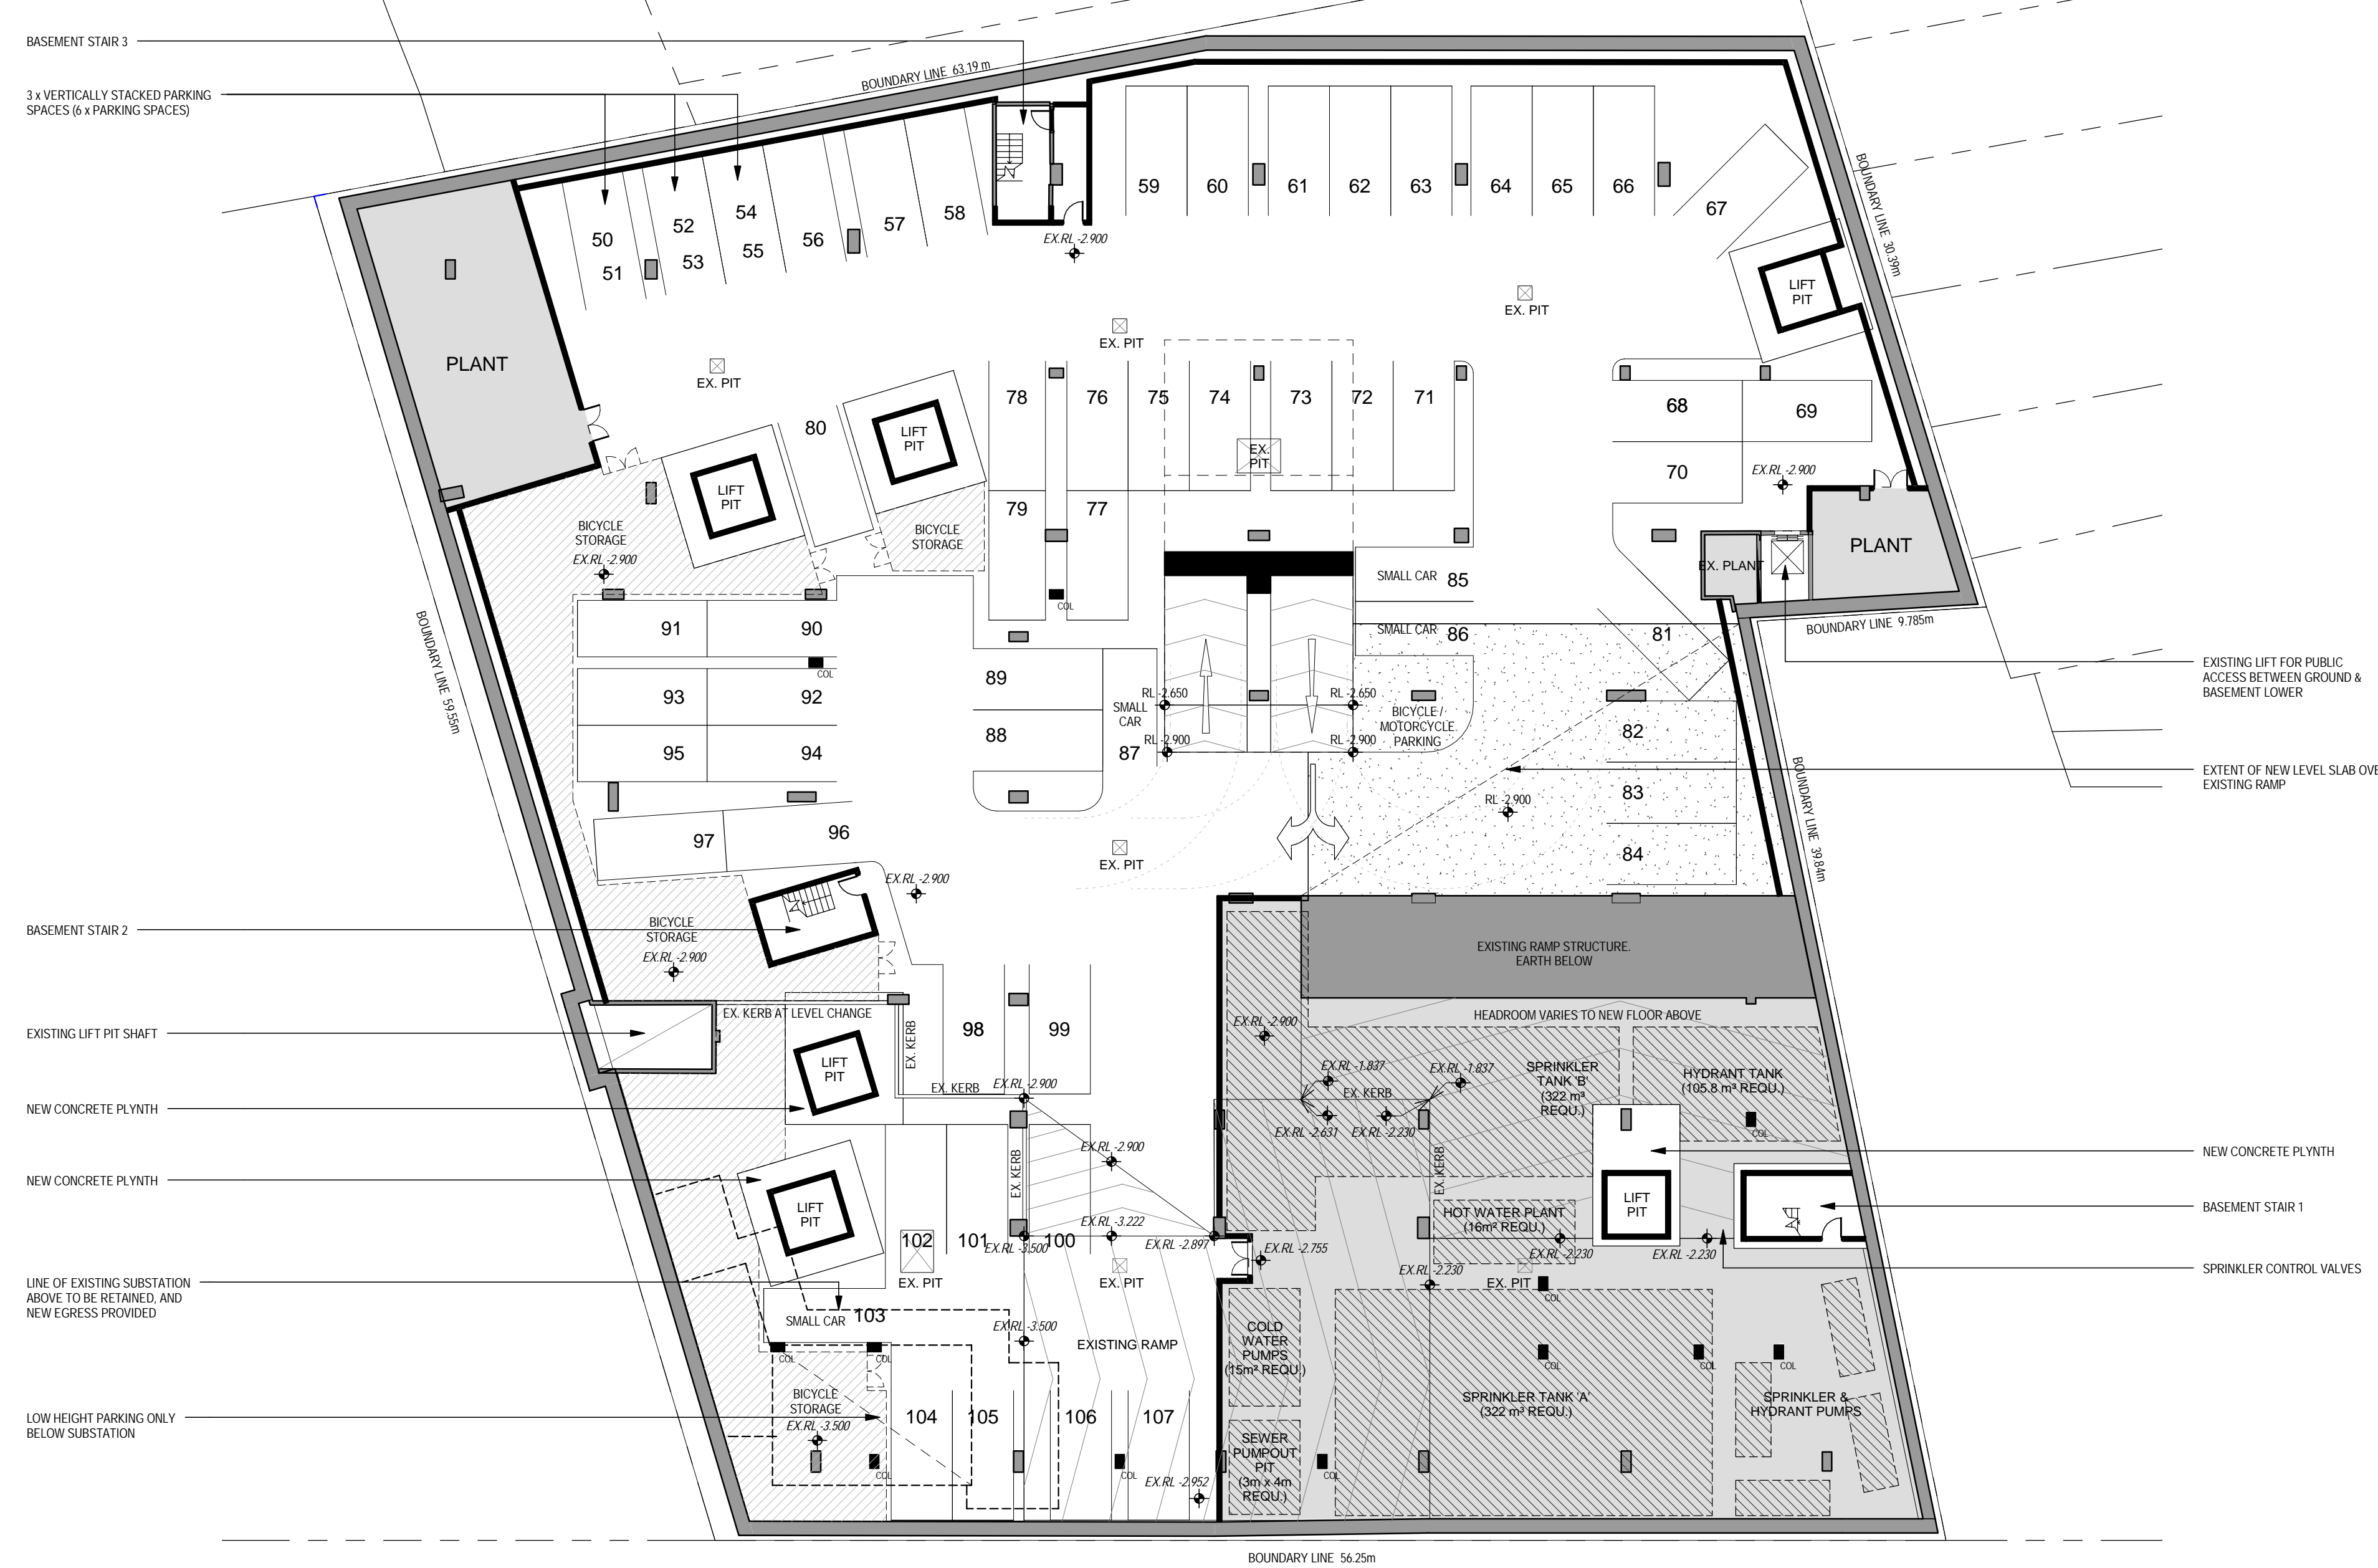 BASEMENT STAIR 3
3 x VERTICALLY STACKED PARKING
SPACES (6 x PARKING SPACES)
BOUNDARY LINE 63.19 m
BOUNDARY LINE 30.39m
50
51
52
53
54
55
56
57
58
59
60
61
62
63
64
65
66
67
EX.RL -2.900
LIFT
PIT
EX. PIT
EX. PIT
EX. PIT
PLANT
78
76
75
74
73
72
71
68
69
80
LIFT
PIT
LIFT
PIT
EX.
PIT
70
EX.RL -2.900
79
77
BICYCLE
STORAGE
EX.RL -2.900
BICYCLE
STORAGE
PLANT
EX. PLANT
COL
SMALL CAR 85
SMALL CAR 86
81
BOUNDARY LINE 9.785m
91
90
COL
93
92
95
94
97
96
89
88
SMALL
CAR
87
RL -2.650
RL -2.650
RL -2.900
RL -2.900
BICYCLE /
MOTORCYCLE
PARKING
82
83
84
RL -2.900
EX. PIT
BOUNDARY LINE 59.55m
BOUNDARY LINE 39.84m
EXISTING LIFT FOR PUBLIC
ACCESS BETWEEN GROUND &
BASEMENT LOWER
EXTENT OF NEW LEVEL SLAB OVE
EXISTING RAMP
EX.RL -2.900
BASEMENT STAIR 2
BICYCLE
STORAGE
EX.RL -2.900
EXISTING RAMP STRUCTURE.
EARTH BELOW
EXISTING LIFT PIT SHAFT
EX. KERB AT LEVEL CHANGE
EX. KERB
98
99
HEADROOM VARIES TO NEW FLOOR ABOVE
EX.RL -2.900
LIFT
PIT
EX. KERB
EX.RL -2.900
NEW CONCRETE PLYNTH
EX.RL -1.837
EX.RL -1.837
EX. KERB
EX.RL -2.631
EX.RL -2.230
SPRINKLER
TANK 'B'
(322 m³
REQU.)
HYDRANT TANK
(105.8 m³ REQU.)
COL
NEW CONCRETE PLYNTH
NEW CONCRETE PLYNTH
EX. KERB
EX.RL -2.900
EX. KERB
LIFT
PIT
LIFT
PIT
BASEMENT STAIR 1
HOT WATER PLANT
(16m² REQU.)
102
101
100
EX.RL -3.500
EX.RL -3.222
EX.RL -2.897
EX.RL -2.755
EX.RL -2.230
EX.RL -2.230
EX.RL -2.230
SPRINKLER CONTROL VALVES
EX. PIT
EX. PIT
EX. PIT
COL
LINE OF EXISTING SUBSTATION
ABOVE TO BE RETAINED, AND
NEW EGRESS PROVIDED
SMALL CAR 103
EX.RL -3.500
EXISTING RAMP
COLD
WATER
PUMPS
(15m² REQU.)
COL
COL
COL
COL
COL
BICYCLE
STORAGE
EX.RL -3.500
LOW HEIGHT PARKING ONLY
BELOW SUBSTATION
104
105
106
107
SPRINKLER TANK 'A'
(322 m³ REQU.)
SPRINKLER &
HYDRANT PUMPS
SEWER
PUMPOUT
PIT
(3m x 4m
REQU.)
COL
COL
COL
EX.RL -2.952
BOUNDARY LINE 56.25m